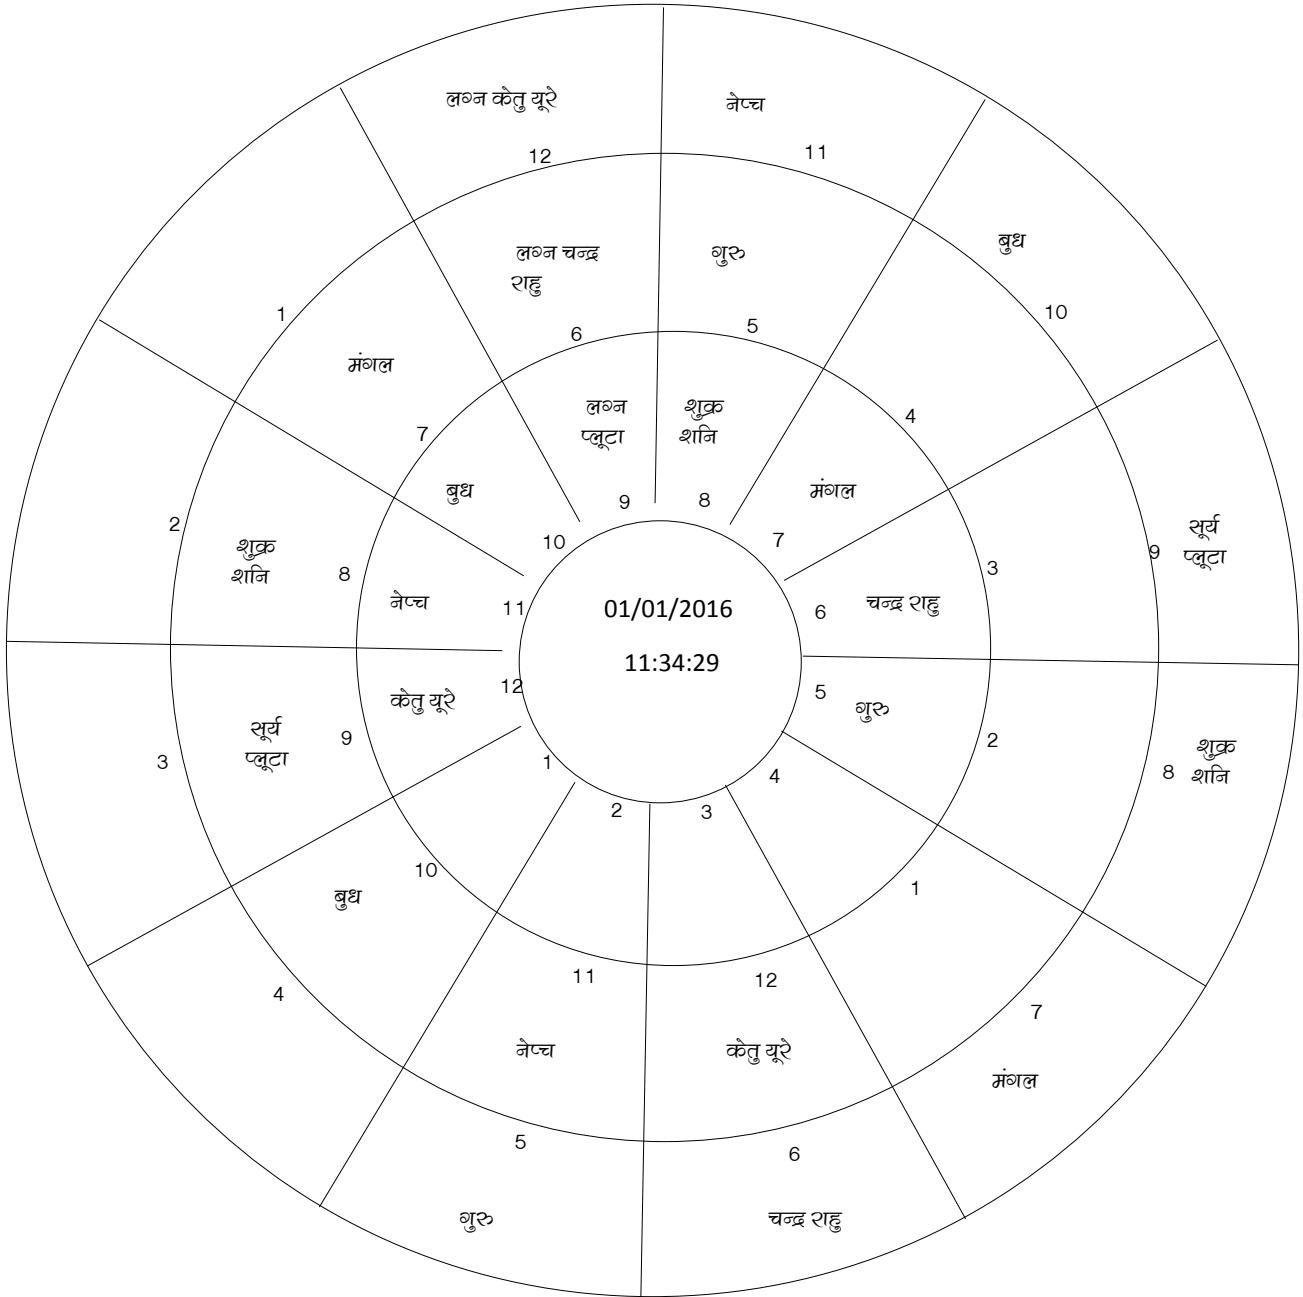 लग्न केतु यूरे
नेप्च
12
11
बुध
लग्न चन्द्र
राहु
गुरु
10
1
6
5
मंगल
लग्न
प्लूटा
शुक्र
शनि
4
7
बुध
9
8
मंगल
2
10
7
सूर्य
प्लूटा
शुक्र
शनि
8
3
9
नेप्च
11
01/01/2016
6
चन्द्र राहु
11:34:29
केतु यूरे
12
5
गुरु
सूर्य
प्लूटा
9
2
3
1
4
8
शुक्र
शनि
2
3
बुध
10
1
4
11
12
7
नेप्च
केतु यूरे
मंगल
5
6
गुरु
चन्द्र राहु